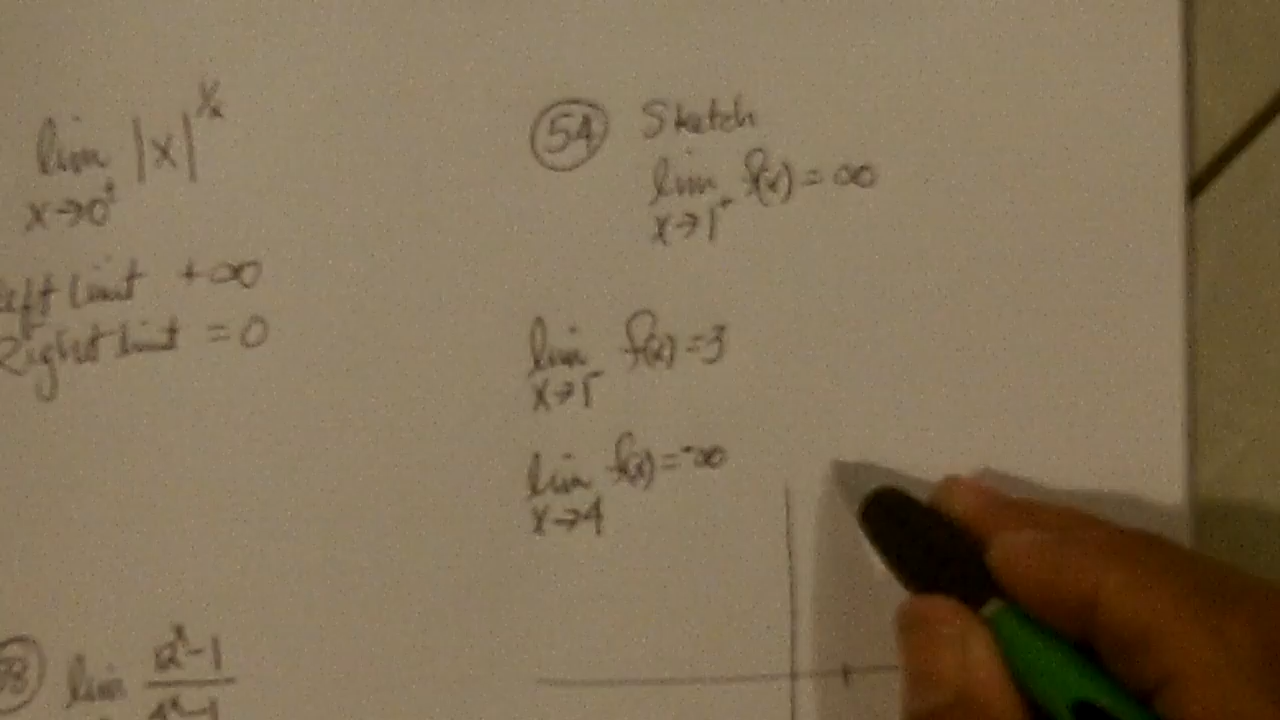 lim |x|^1/x
x→0^±
Left limit +∞
Right limit = 0
54 Sketch
lim f(x) = ∞
x→1⁺
lim f(x) = 3
x→1⁻
lim f(x) = -∞
x→4
lim